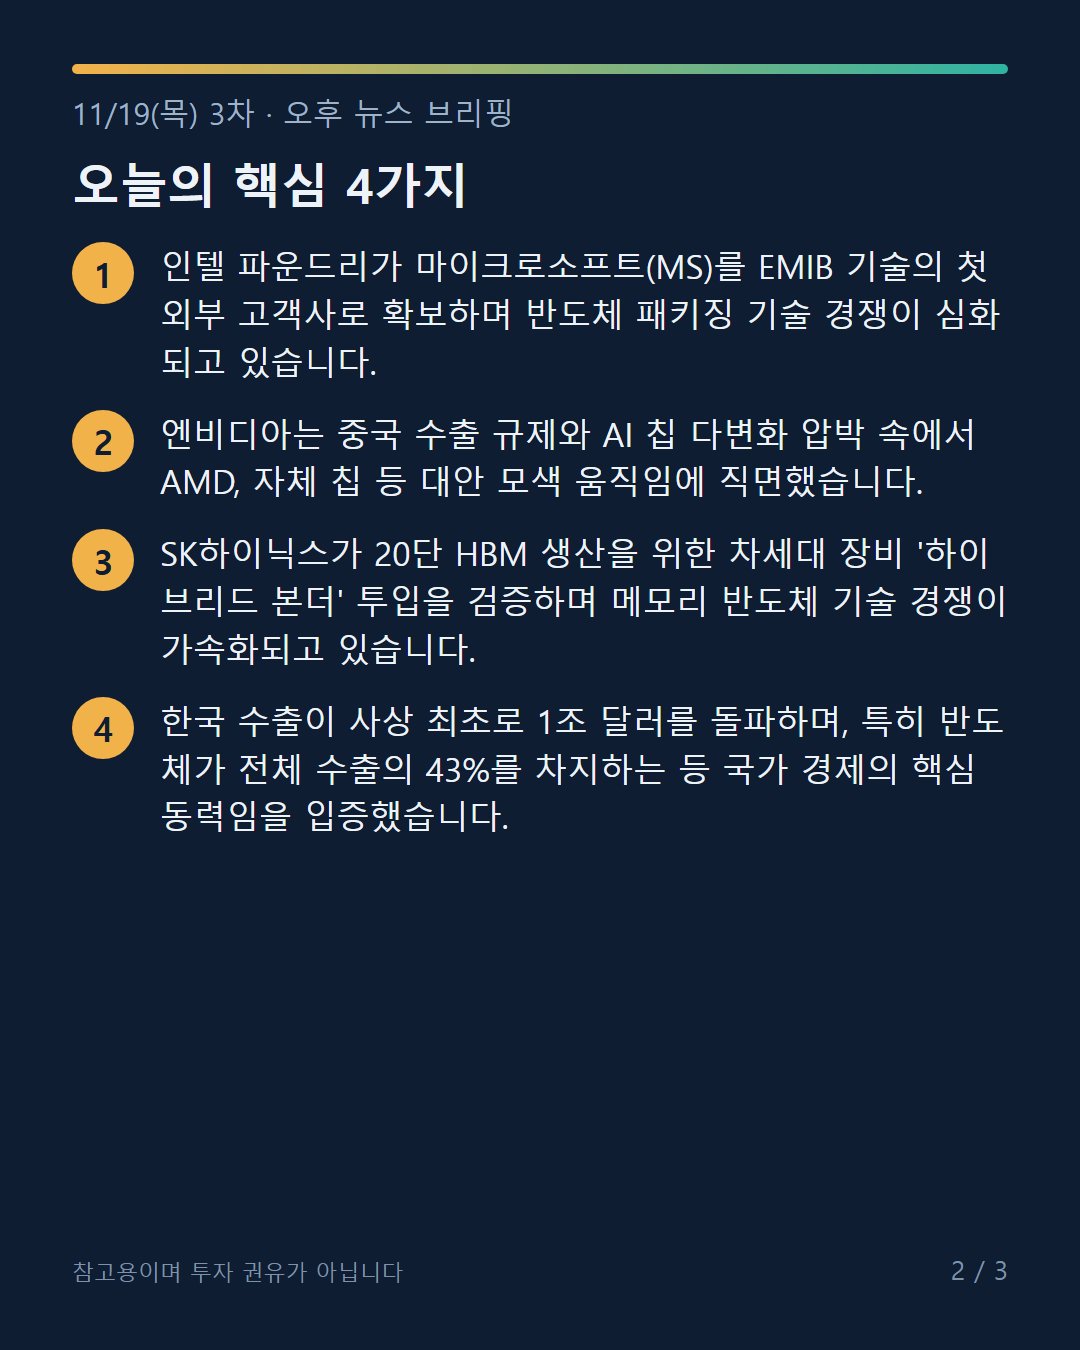 11/19(목) 3차 · 오후 뉴스 브리핑
오늘의 핵심 4가지
1 인텔 파운드리가 마이크로소프트(MS)를 EMIB 기술의 첫
외부 고객사로 확보하며 반도체 패키징 기술 경쟁이 심화
되고 있습니다.
2 엔비디아는 중국 수출 규제와 AI 칩 다변화 압박 속에서
AMD, 자체 칩 등 대안 모색 움직임에 직면했습니다.
3 SK하이닉스가 20단 HBM 생산을 위한 차세대 장비 '하이
브리드 본더' 투입을 검증하며 메모리 반도체 기술 경쟁이
가속화되고 있습니다.
4 한국 수출이 사상 최초로 1조 달러를 돌파하며, 특히 반도
체가 전체 수출의 43%를 차지하는 등 국가 경제의 핵심
동력임을 입증했습니다.
참고용이며 투자 권유가 아닙니다
2 / 3